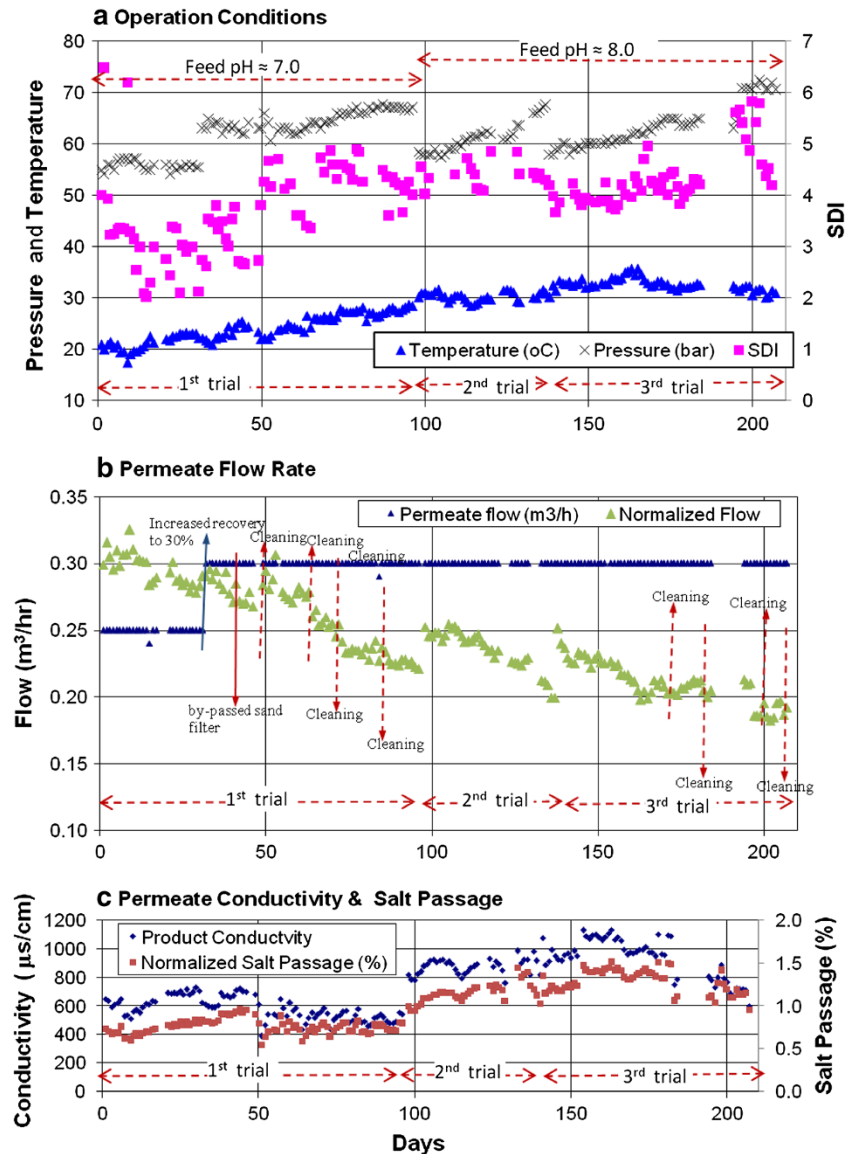 a Operation Conditions
80
70
60
50
40
30
20
10
Pressure and Temperature
7
6
5
4
3
2
1
0
SDI
Feed pH ≈ 7.0
Feed pH ≈ 8.0
Temperature (oC)
Pressure (bar)
SDI
1st trial
2nd trial
3rd trial
0
50
100
150
200
b Permeate Flow Rate
0.35
0.30
0.25
0.20
0.15
0.10
Flow (m³/hr)
Permeate flow (m3/h)
Normalized Flow
Increased recovery
to 30%
Cleaning
Cleaning
Cleaning
by-passed sand
filter
Cleaning
Cleaning
Cleaning
Cleaning
Cleaning
Cleaning
1st trial
2nd trial
3rd trial
0
50
100
150
200
c Permeate Conductivity & Salt Passage
1200
1000
800
600
400
200
0
Conductivity ( µs/cm)
2.0
1.5
1.0
0.5
0.0
Salt Passage (%)
Product Conductvity
Normalized Salt Passage (%)
1st trial
2nd trial
3rd trial
0
50
100
150
200
Days